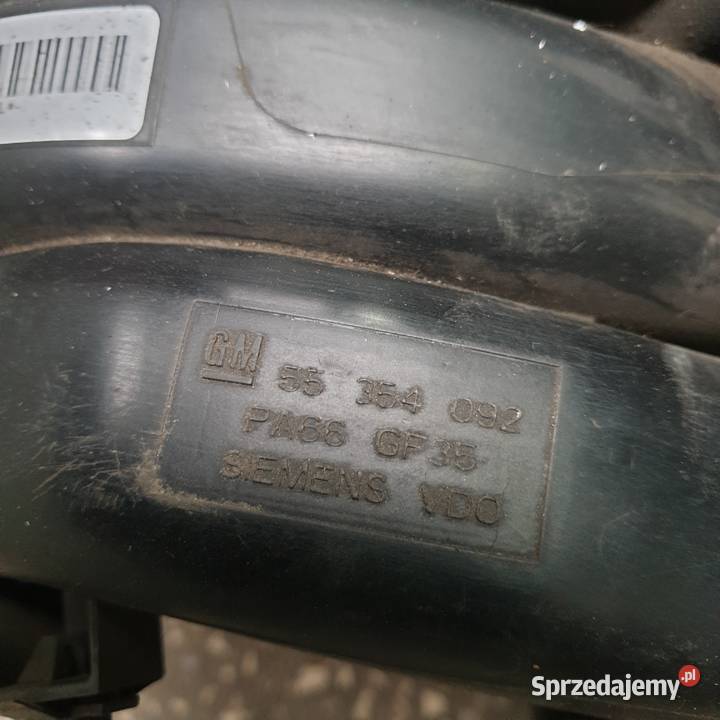 GM 55 354 092
PA66 GF35
SIEMENS VDO
Sprzedajemy.pl